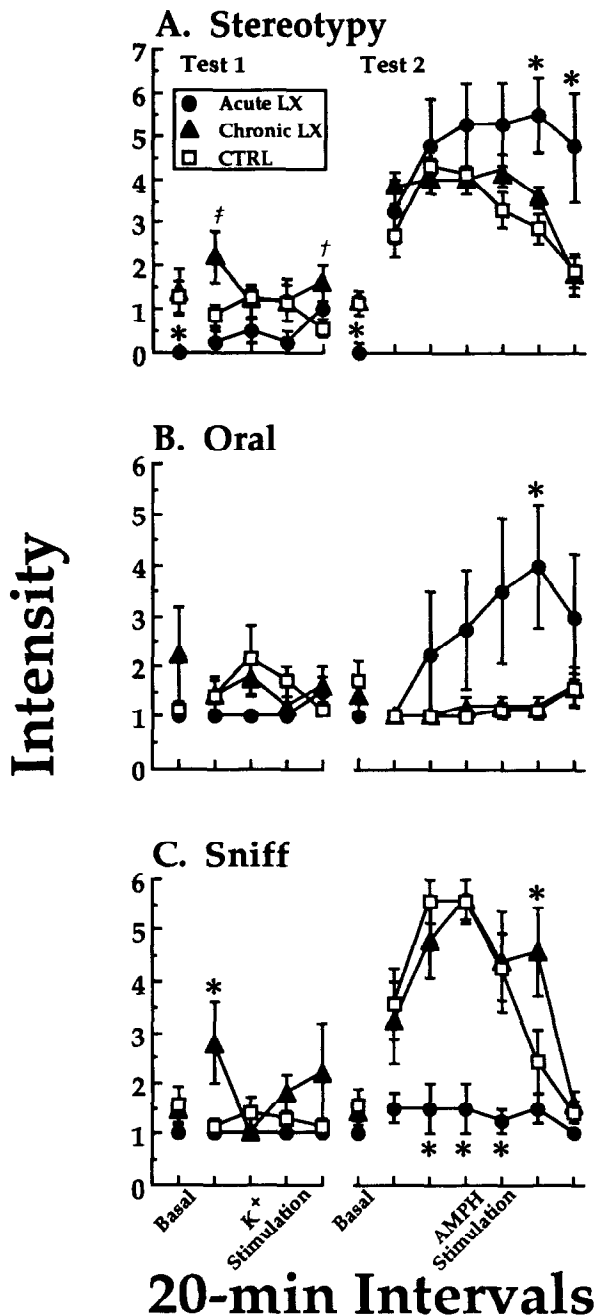 A. Stereotypy
7
6
5
4
3
2
1
0
Test 1
Test 2
Acute LX
Chronic LX
CTRL
*
*
‡
†
*
*
B. Oral
6
5
4
3
2
1
0
*
C. Sniff
6
5
4
3
2
1
0
*
*
* * *
Intensity
Basal
K+
Stimulation
Basal
AMPH
Stimulation
20-min Intervals